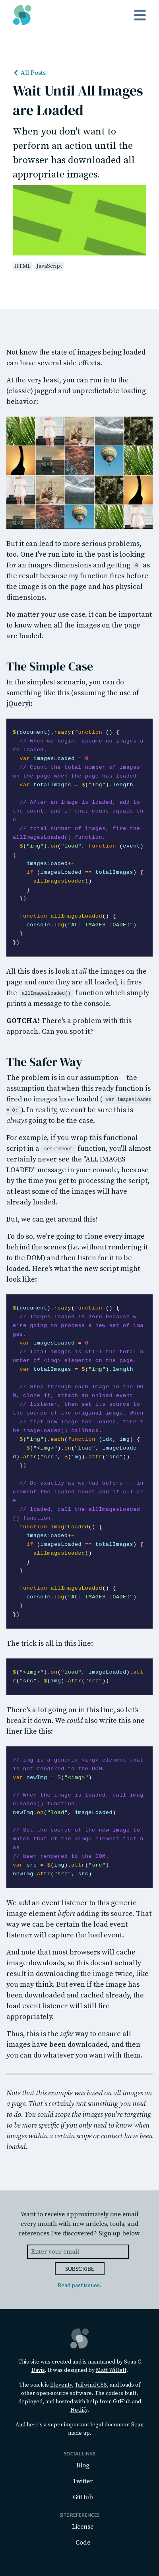 All Posts
Wait Until All Images
are Loaded
When you don't want to
perform an action until the
browser has downloaded all
appropriate images.
HTML JavaScript
Not know the state of images being loaded
can have several side effects.
At the very least, you can run into the
(classic) jagged and unpredictable loading
behavior:
But it can lead to more serious problems,
too. One I've run into in the past is looking
for an images dimensions and getting 0 as
the result because my function fires before
the image is on the page and has physical
dimensions.
No matter your use case, it can be important
to know when all the images on the page
are loaded.
The Simple Case
In the simplest scenario, you can do
something like this (assuming the use of
jQuery):
$(document).ready(function () {
// When we begin, assume no images a
re loaded.
var imagesLoaded = 0
// Count the total number of images
on the page when the page has loaded.
var totalImages = $("img").length
// After an image is loaded, add to
the count, and if that count equals th
e
// total number of images, fire the
allImagesLoaded() function.
$("img").on("load", function (event)
{
imagesLoaded++
if (imagesLoaded == totalImages) {
allImagesLoaded()
}
})
function allImagesLoaded() {
console.log("ALL IMAGES LOADED")
}
})
All this does is look at all the images on the
page and once they are all loaded, it fires
the allImagesLoaded() function which simply
prints a message to the console.
GOTCHA! There's a problem with this
approach. Can you spot it?
The Safer Way
The problem is in our assumption -- the
assumption that when this ready function is
fired no images have loaded ( var imagesLoaded
= 0; ). In reality, we can't be sure this is
always going to be the case.
For example, if you wrap this functional
script in a setTimeout function, you'll almost
certainly never see the "ALL IMAGES
LOADED" message in your console, because
by the time you get to processing the script,
at least some of the images will have
already loaded.
But, we can get around this!
To do so, we're going to clone every image
behind the scenes (i.e. without rendering it
to the DOM) and then listen for it to be
loaded. Here's what the new script might
look like:
$(document).ready(function () {
// Images loaded is zero because w
e're going to process a new set of ima
ges.
var imagesLoaded = 0
// Total images is still the total n
umber of <img> elements on the page.
var totalImages = $("img").length
// Step through each image in the DO
M, clone it, attach an onload event
// listener, then set its source to
the source of the original image. When
// that new image has loaded, fire t
he imageLoaded() callback.
$("img").each(function (idx, img) {
$("<img>").on("load", imageLoade
d).attr("src", $(img).attr("src"))
})
// Do exactly as we had before -- in
crement the loaded count and if all ar
e
// loaded, call the allImagesLoaded
() function.
function imageLoaded() {
imagesLoaded++
if (imagesLoaded == totalImages) {
allImagesLoaded()
}
}
function allImagesLoaded() {
console.log("ALL IMAGES LOADED")
}
})
The trick is all in this line:
$("<img>").on("load", imageLoaded).att
r("src", $(img).attr("src"))
There's a lot going on in this line, so let's
break it down. We could also write this one-
liner like this:
// img is a generic <img> element that
is not rendered to the DOM.
var newImg = $("<img>")
// When the image is loaded, call imag
eLoaded() function.
newImg.on("load", imageLoaded)
// Set the source of the new image to
match that of the <img> element that h
as
// been rendered to the DOM.
var src = $(img).attr("src")
newImg.attr("src", src)
We add an event listener to this generic
image element before adding its source. That
way we can be certain the load event
listener will capture the load event.
And note that most browsers will cache
image downloads, so this doesn't actually
result in downloading the image twice, like
you may think. But even if the image has
been downloaded and cached already, the
load event listener will still fire
appropriately.
Thus, this is the safer way to ensure all
images have been downloaded, and then
you can do whatever you want with them.
Note that this example was based on all images on
a page. That's certainly not something you need
to do. You could scope the images you're targeting
to be more specific if you only need to know when
images within a certain scope or context have been
loaded.
Want to receive approximately one email
every month with new articles, tools, and
references I've discovered? Sign up below.
Enter your email
SUBSCRIBE
Read past issues.
This site was created and is maintained by Sean C
Davis. It was designed by Matt Willett.
The stack is Eleventy, Tailwind CSS, and loads of
other open-source software. The site is built,
deployed, and hosted with help from GitHub and
Netlify.
And here's a super important legal document Sean
made up.
SOCIAL LINKS
Blog
Twitter
GitHub
SITE REFERENCES
License
Code